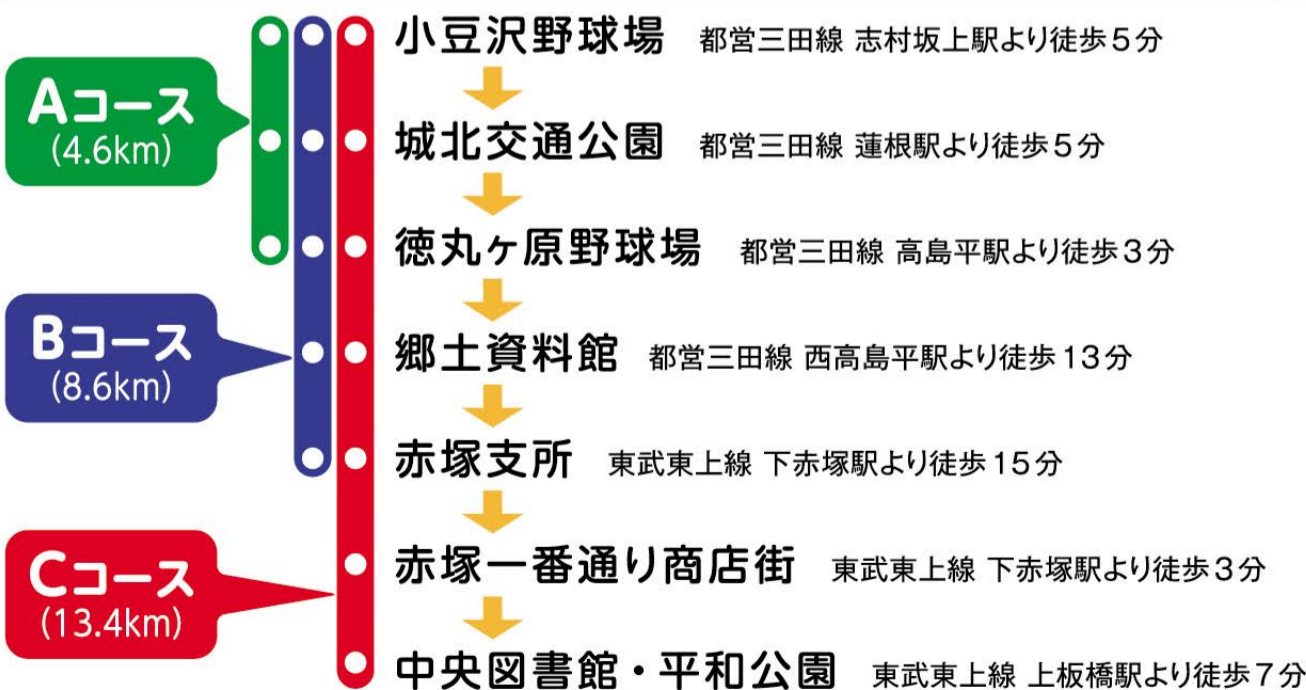 小豆沢野球場 都営三田線 志村坂上駅より徒歩5分
Aコース
(4.6km)
城北交通公園 都営三田線 蓮根駅より徒歩5分
徳丸ヶ原野球場 都営三田線 高島平駅より徒歩3分
Bコース
(8.6km)
郷土資料館 都営三田線 西高島平駅より徒歩13分
赤塚支所 東武東上線 下赤塚駅より徒歩15分
Cコース
(13.4km)
赤塚一番通り商店街 東武東上線 下赤塚駅より徒歩3分
中央図書館・平和公園 東武東上線 上板橋駅より徒歩7分